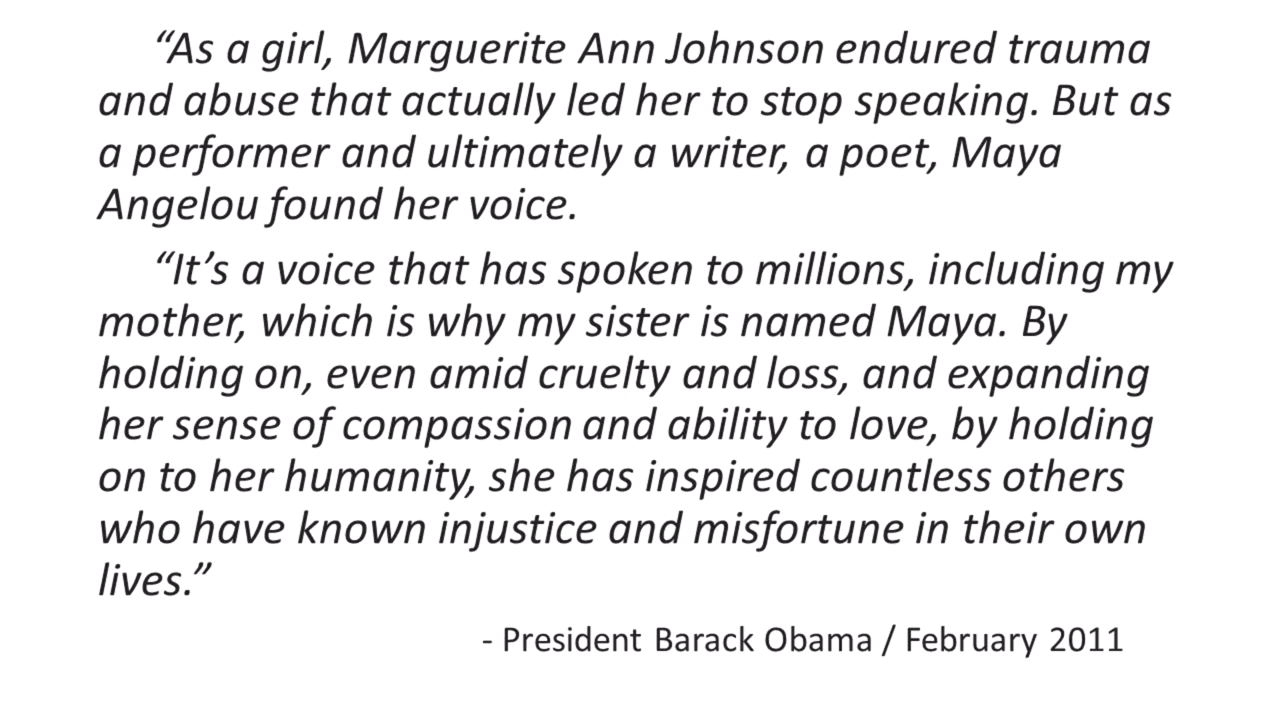 “As a girl, Marguerite Ann Johnson endured trauma
and abuse that actually led her to stop speaking. But as
a performer and ultimately a writer, a poet, Maya
Angelou found her voice.
“It’s a voice that has spoken to millions, including my
mother, which is why my sister is named Maya. By
holding on, even amid cruelty and loss, and expanding
her sense of compassion and ability to love, by holding
on to her humanity, she has inspired countless others
who have known injustice and misfortune in their own
lives.”
- President Barack Obama / February 2011